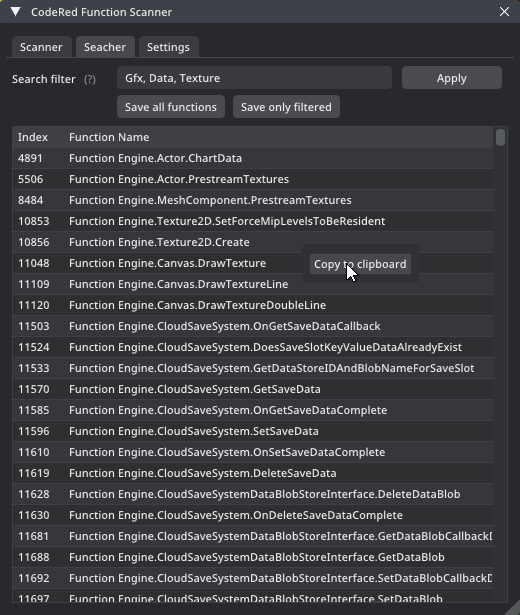 CodeRed Function Scanner
Scanner Seacher Settings
Search filter (?) Gfx, Data, Texture Apply
Save all functions Save only filtered
Index Function Name
4891 Function Engine.Actor.ChartData
5506 Function Engine.Actor.PrestreamTextures
8484 Function Engine.MeshComponent.PrestreamTextures
10853 Function Engine.Texture2D.SetForceMipLevelsToBeResident
10856 Function Engine.Texture2D.Create
11048 Function Engine.Canvas.DrawTexture
Copy to clipboard
11109 Function Engine.Canvas.DrawTextureLine
11120 Function Engine.Canvas.DrawTextureDoubleLine
11503 Function Engine.CloudSaveSystem.OnGetSaveDataCallback
11524 Function Engine.CloudSaveSystem.DoesSaveSlotKeyValueDataAlreadyExist
11533 Function Engine.CloudSaveSystem.GetDataStoreIDAndBlobNameForSaveSlot
11570 Function Engine.CloudSaveSystem.GetSaveData
11585 Function Engine.CloudSaveSystem.OnGetSaveDataComplete
11596 Function Engine.CloudSaveSystem.SetSaveData
11610 Function Engine.CloudSaveSystem.OnSetSaveDataComplete
11619 Function Engine.CloudSaveSystem.DeleteSaveData
11628 Function Engine.CloudSaveSystemDataBlobStoreInterface.DeleteDataBlob
11630 Function Engine.CloudSaveSystem.OnDeleteSaveDataComplete
11681 Function Engine.CloudSaveSystemDataBlobStoreInterface.GetDataBlobCallbackD
11688 Function Engine.CloudSaveSystemDataBlobStoreInterface.GetDataBlob
11692 Function Engine.CloudSaveSystemDataBlobStoreInterface.SetDataBlobCallbackD
11697 Function Engine.CloudSaveSystemDataBlobStoreInterface.SetDataBlob